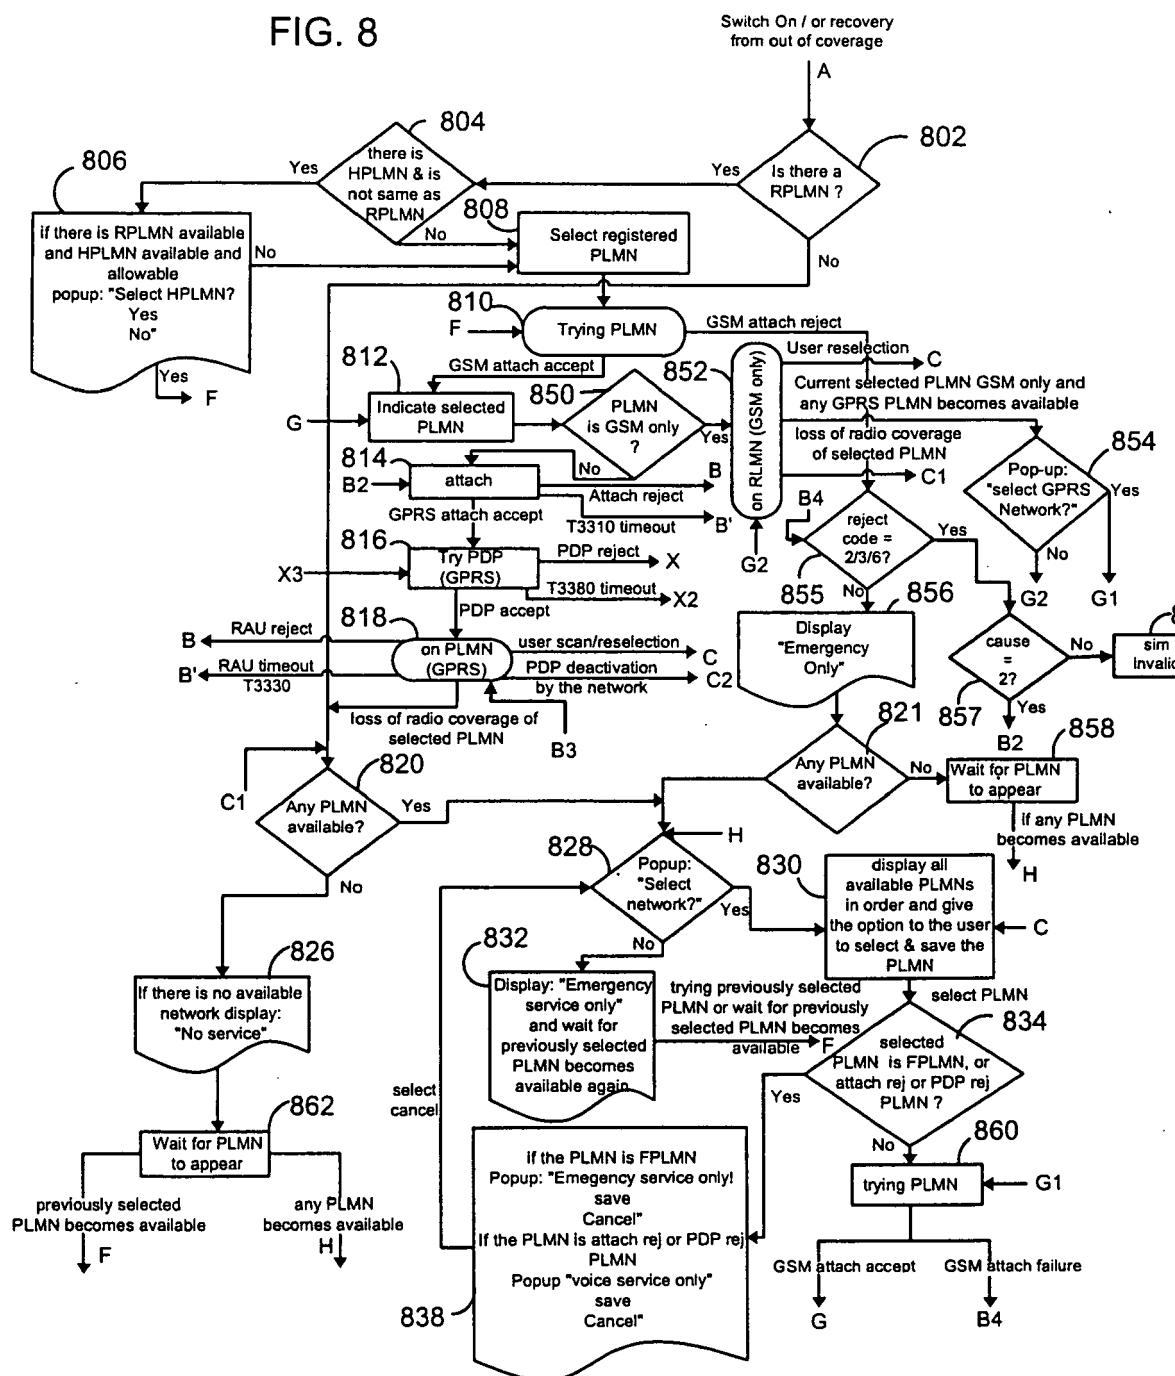 FIG. 8
Switch On / or recovery
from out of coverage
A
802
Is there a
RPLMN ?
Yes
No
804
there is
HPLMN & is
not same as
RPLMN
Yes
No
806
if there is RPLMN available
and HPLMN available and
allowable
popup: "Select HPLMN?
Yes
No"
No
Yes
F
808
Select registered
PLMN
810
F
Trying PLMN
GSM attach reject
GSM attach accept
812
G
Indicate selected
PLMN
850
PLMN
is GSM only
?
Yes
No
852
on RLMN (GSM only)
User reselection
C
Current selected PLMN GSM only and
any GPRS PLMN becomes available
loss of radio coverage
of selected PLMN
C1
G2
854
Pop-up:
"select GPRS
Network?"
Yes
No
G2
G1
814
B2
attach
B
Attach reject
T3310 timeout
B'
GPRS attach accept
816
X3
Try PDP
(GPRS)
PDP reject
X
T3380 timeout
X2
PDP accept
818
on PLMN
(GPRS)
B
RAU reject
B'
RAU timeout
T3330
user scan/reselection
C
PDP deactivation
by the network
C2
loss of radio coverage of
selected PLMN
B3
B4
reject
code =
2/3/6?
855
Yes
No
856
Display
"Emergency
Only"
cause
=
2?
857
No
Yes
B2
8
sim
Invalid
821
Any PLMN
available?
No
858
Wait for PLMN
to appear
if any PLMN
becomes available
H
C1
820
Any PLMN
available?
Yes
No
828
H
Popup:
"Select
network?"
Yes
No
830
display all
available PLMNs
in order and give
the option to the user
to select & save the
PLMN
C
select PLMN
826
If there is no available
network display:
"No service"
832
Display: "Emergency
service only"
and wait for
previously selected
PLMN becomes
available again
trying previously selected
PLMN or wait for previously
selected PLMN becomes
available
F
834
selected
PLMN is FPLMN, or
attach rej or PDP rej
PLMN ?
Yes
No
select
cancel
862
Wait for PLMN
to appear
previously selected
PLMN becomes available
F
any PLMN
becomes available
H
838
if the PLMN is FPLMN
Popup: "Emegency service only!
save
Cancel"
If the PLMN is attach rej or PDP rej
PLMN
Popup "voice service only"
save
Cancel"
860
trying PLMN
G1
GSM attach accept
GSM attach failure
G
B4